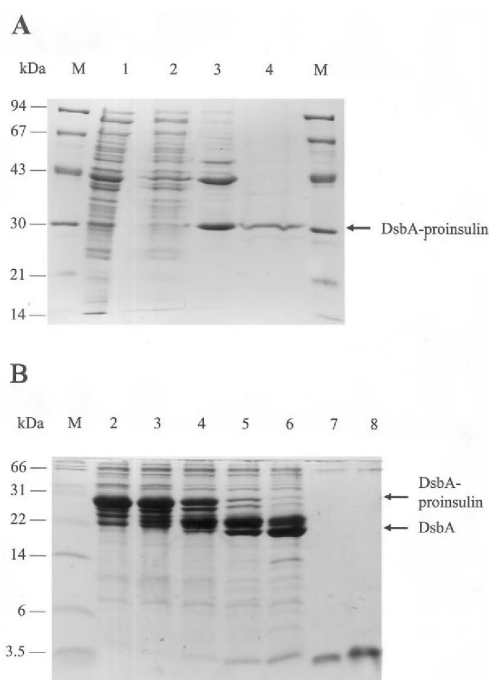 A
kDa M 1 2 3 4 M
94
67
43
30
DsbA-proinsulin
21
14
B
kDa M 2 3 4 5 6 7 8
66
31
DsbA-
proinsulin
22
DsbA
14
6
3.5